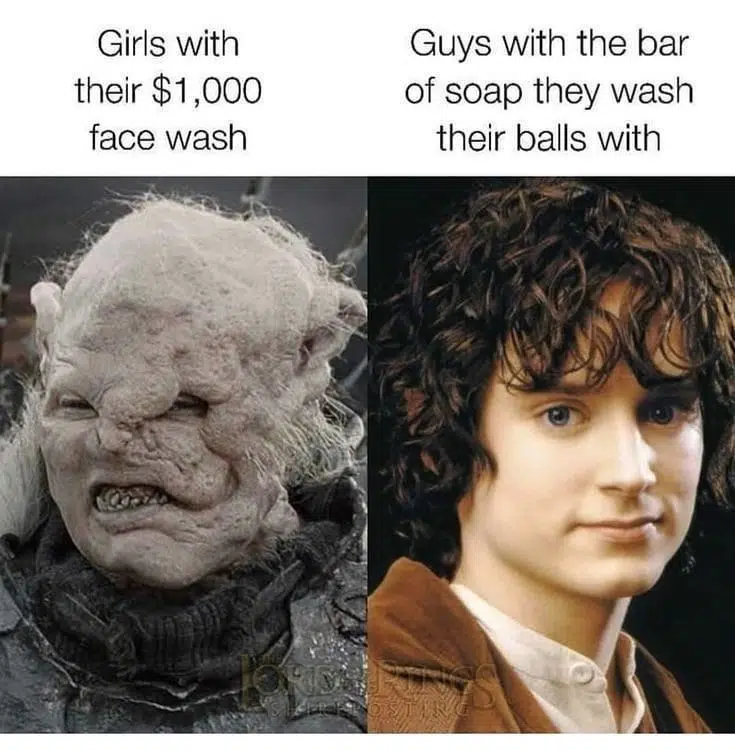 Girls with
their $1,000
face wash
Guys with the bar
of soap they wash
their balls with